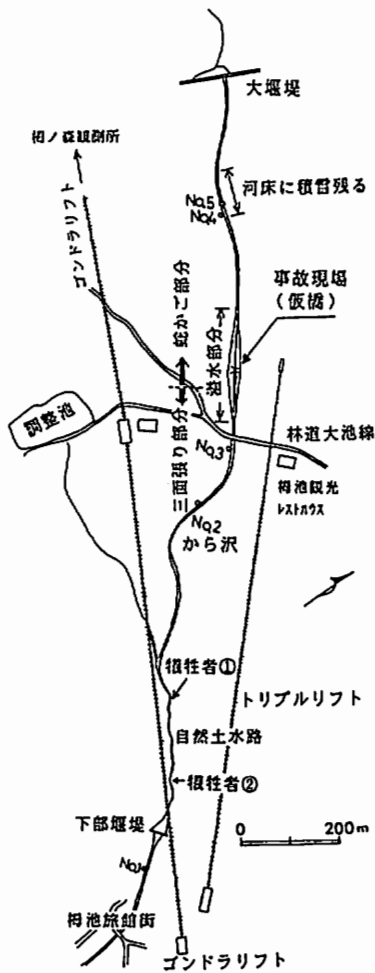 大堰堤
栂ノ森観測所
河床に積雪残る
No.5
No.4
ゴンドラリフト
事故現場
(仮橋)
蛇かご部分
溢水部分
三面張り部分
調整池
林道大池線
No.3
栂池観光
レストハウス
No.2
から沢
犠牲者①
トリプルリフト
自然土水路
犠牲者②
下部堰堤
0 200m
No.1
栂池旅館街
ゴンドラリフト